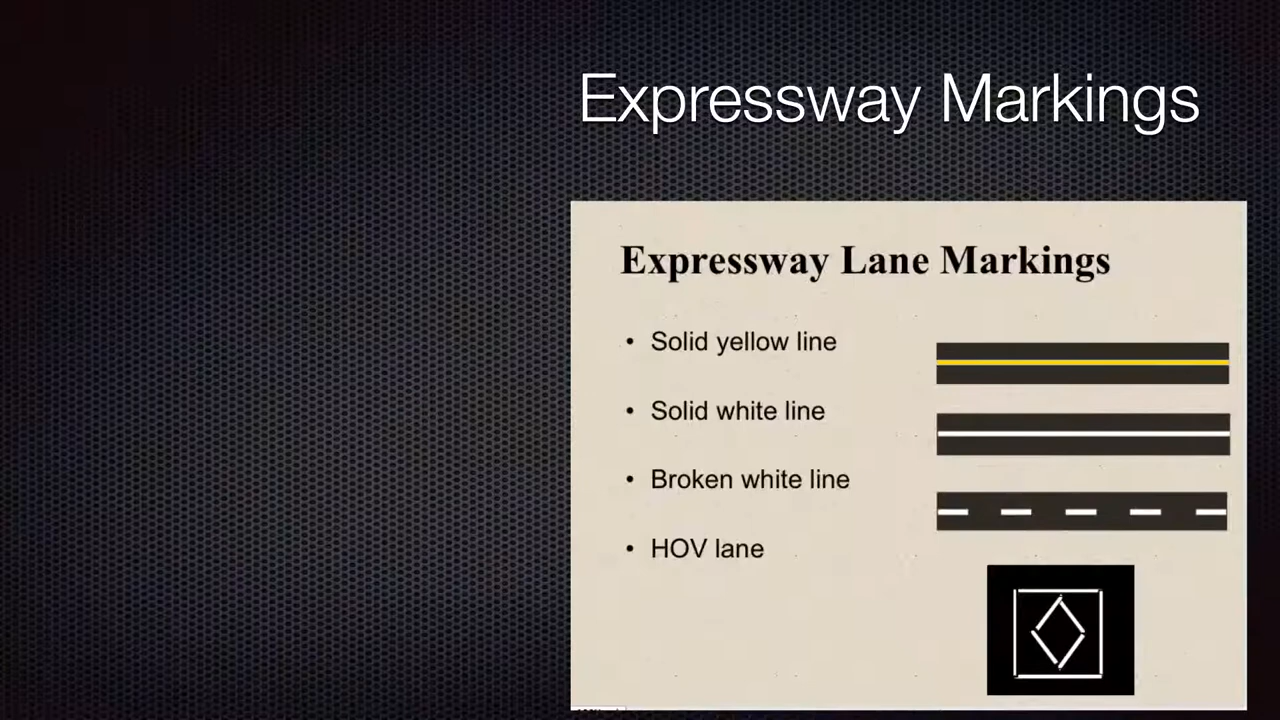 Expressway Markings
Expressway Lane Markings
• Solid yellow line
• Solid white line
• Broken white line
• HOV lane